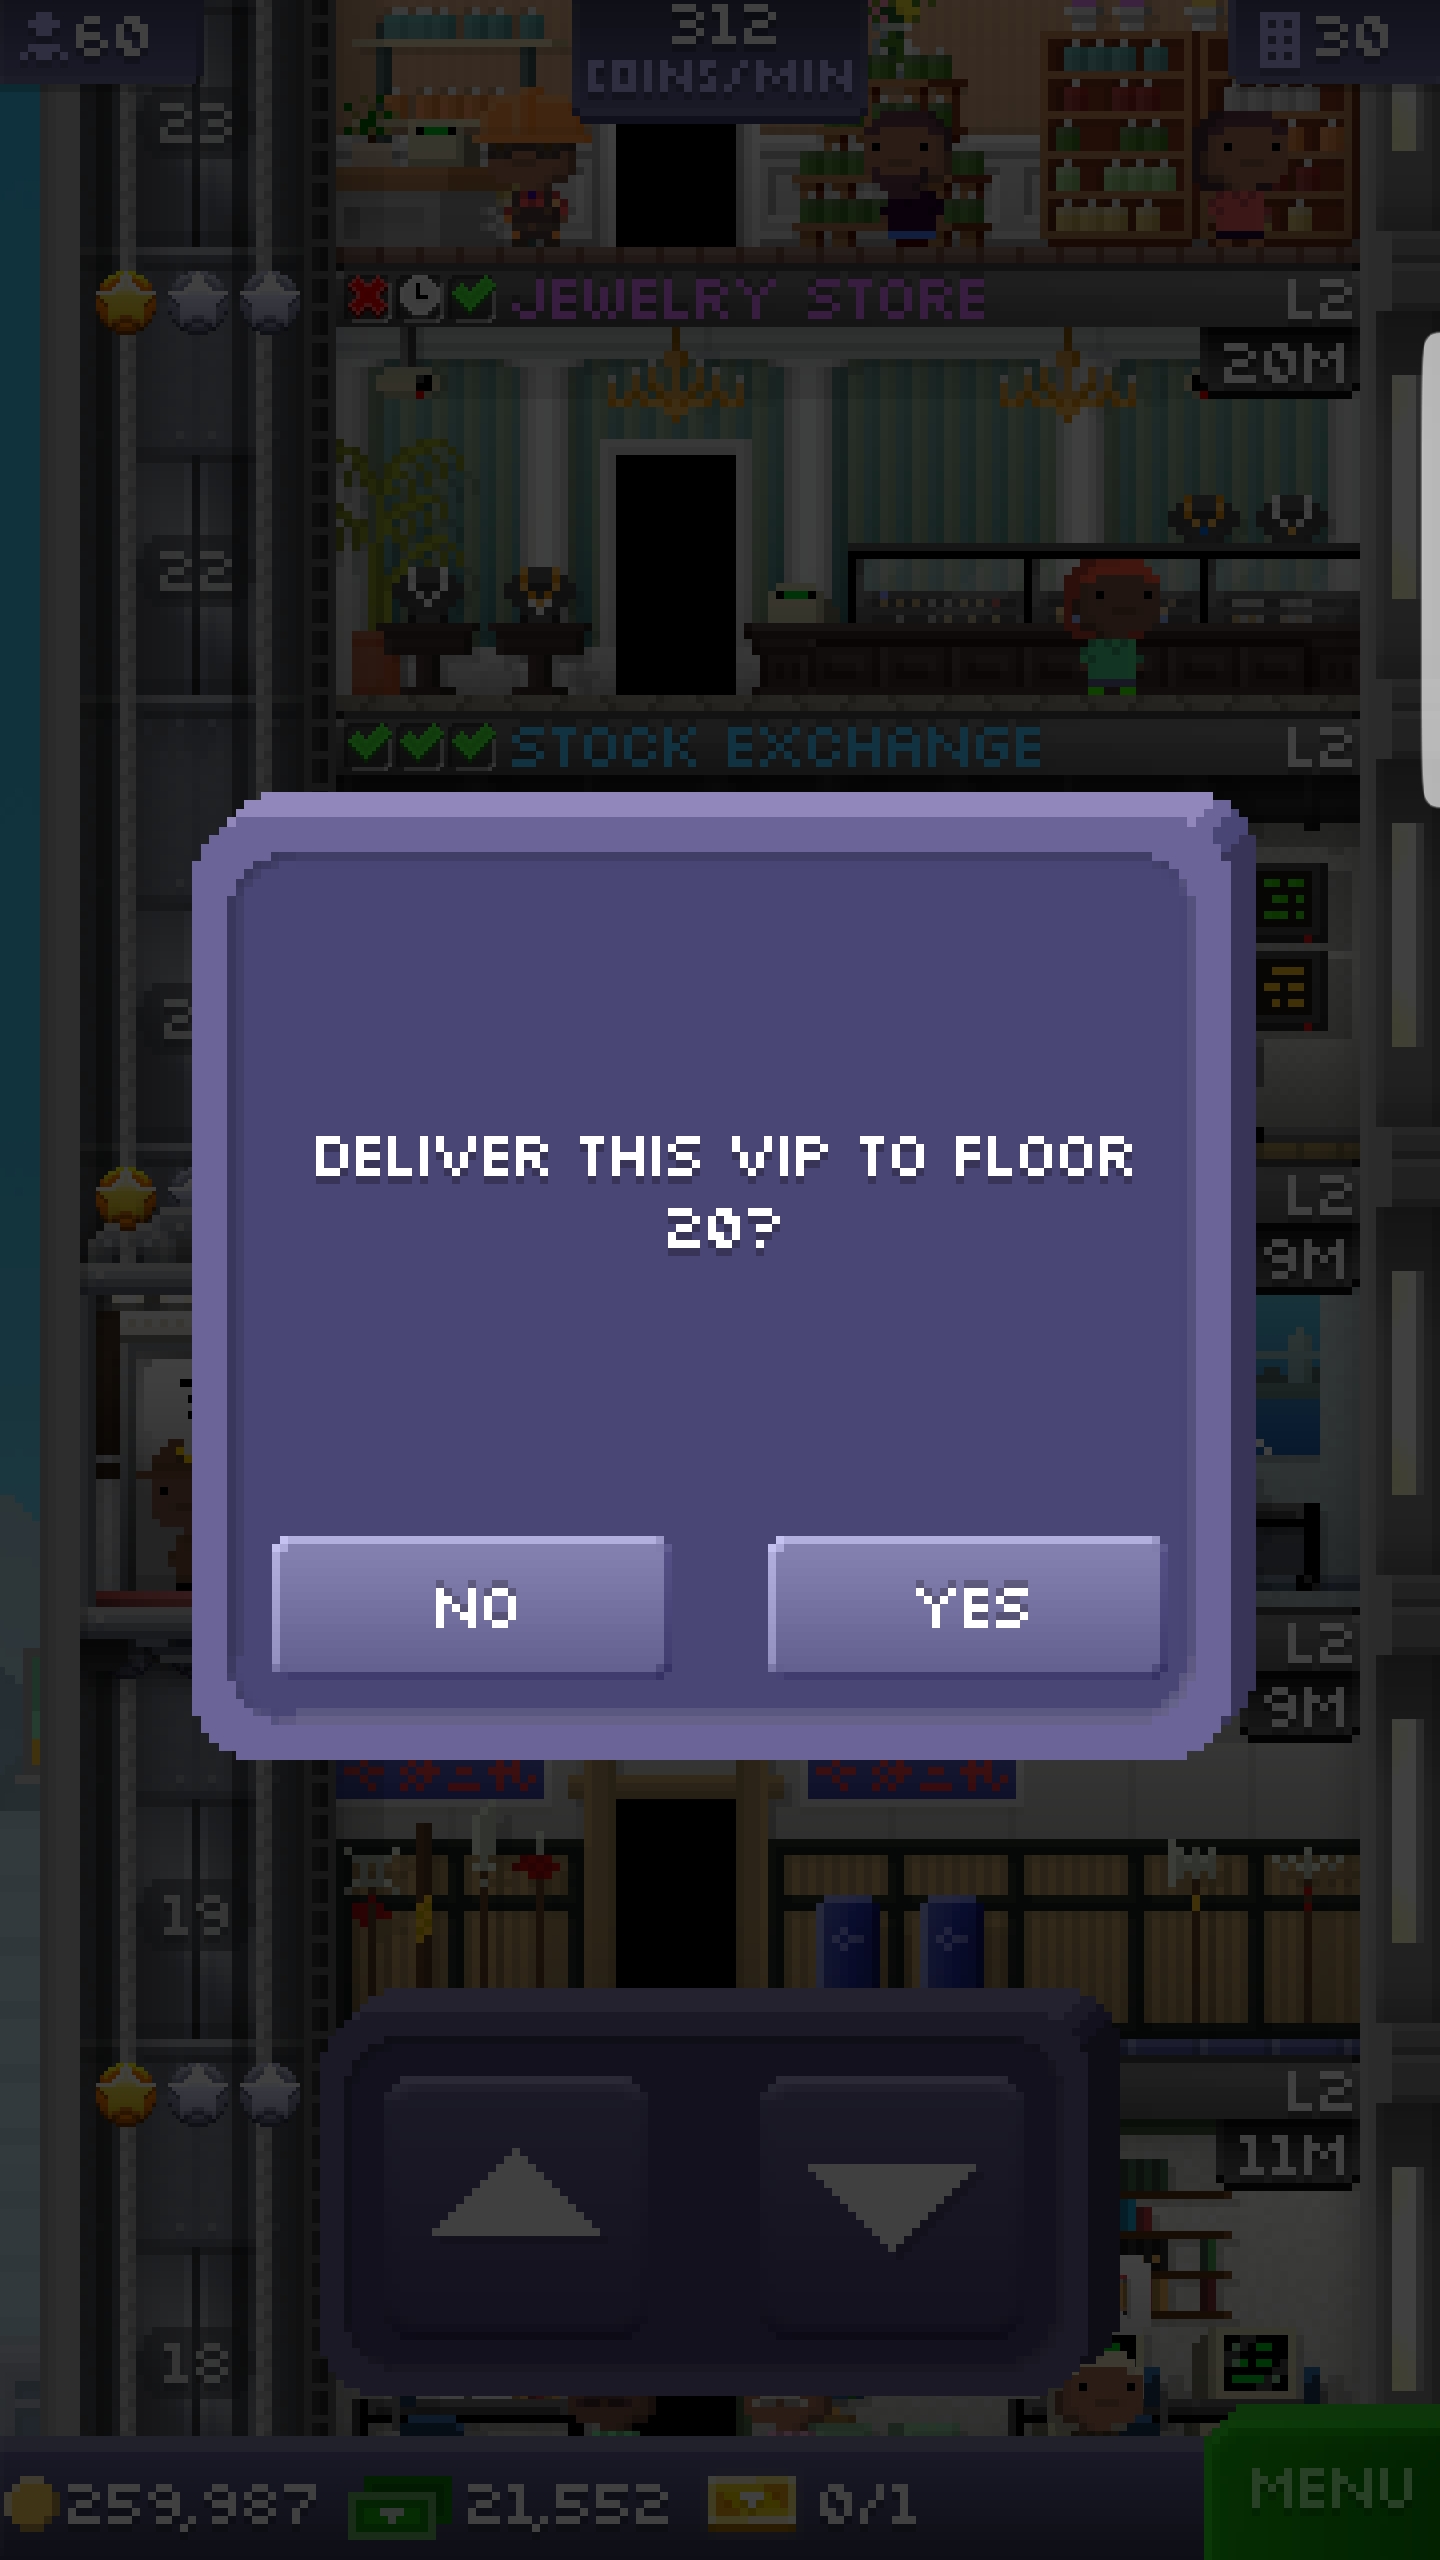 60
312
COINS/MIN
30
23
JEWELRY STORE
L2
20M
22
STOCK EXCHANGE
L2
DELIVER THIS VIP TO FLOOR
20?
L2
9M
NO
YES
L2
9M
19
L2
11M
18
259,987
21,552
0/1
MENU